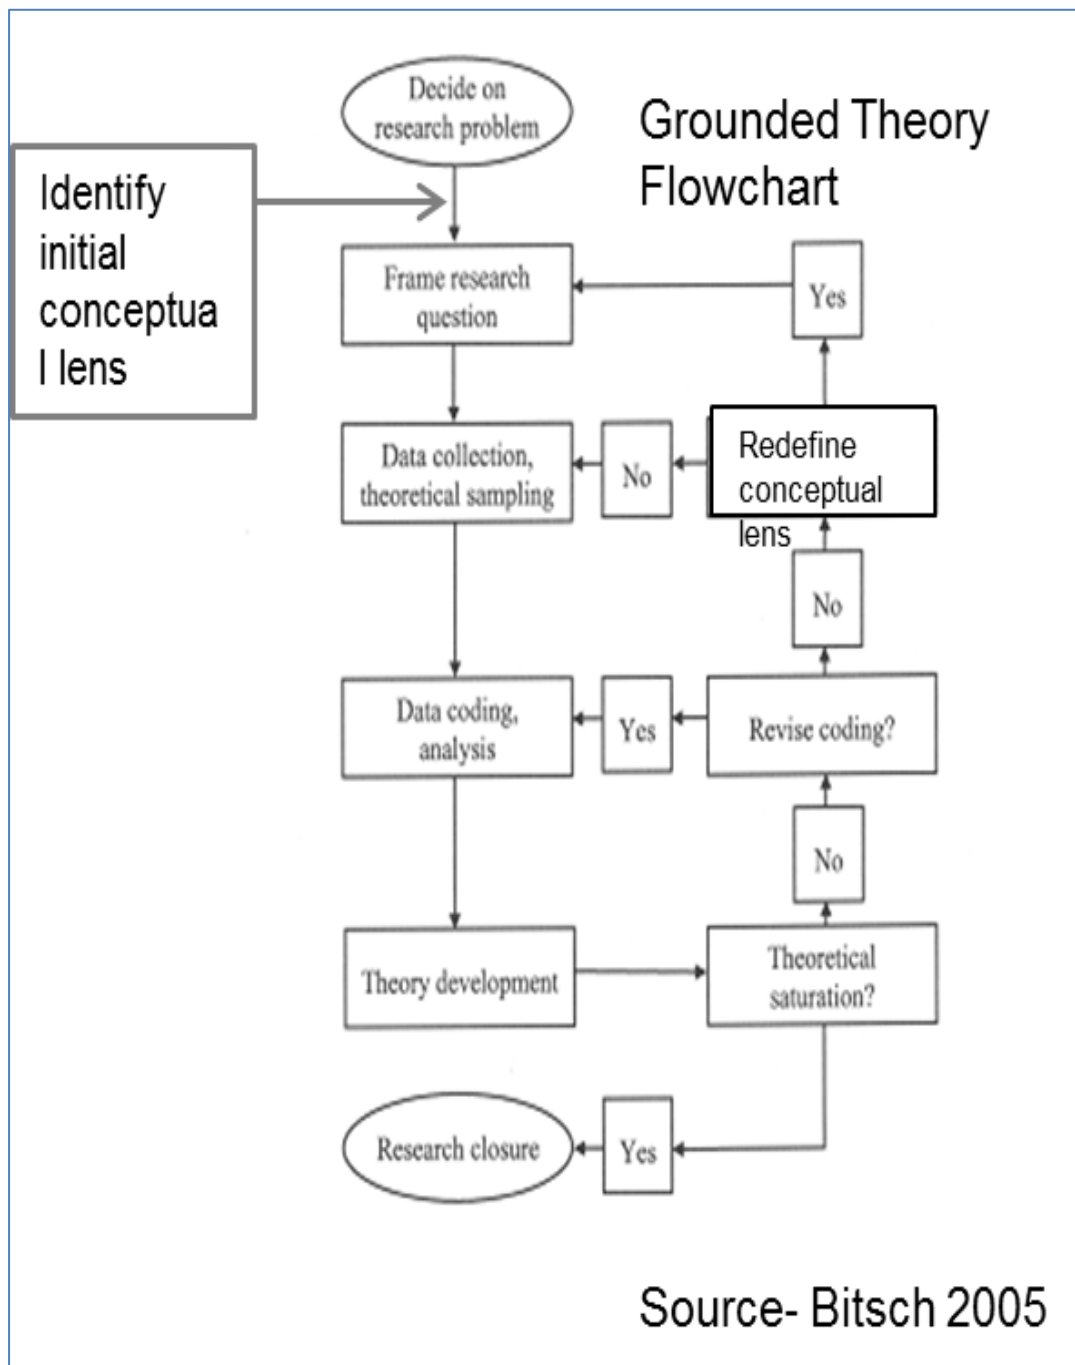 Decide on
research problem
Grounded Theory
Flowchart
Identify
initial
conceptua
l lens
Frame research
question
Yes
Data collection,
theoretical sampling
No
Redefine
conceptual
lens
No
Data coding,
analysis
Yes
Revise coding?
No
Theory development
Theoretical
saturation?
Research closure
Yes
Source- Bitsch 2005